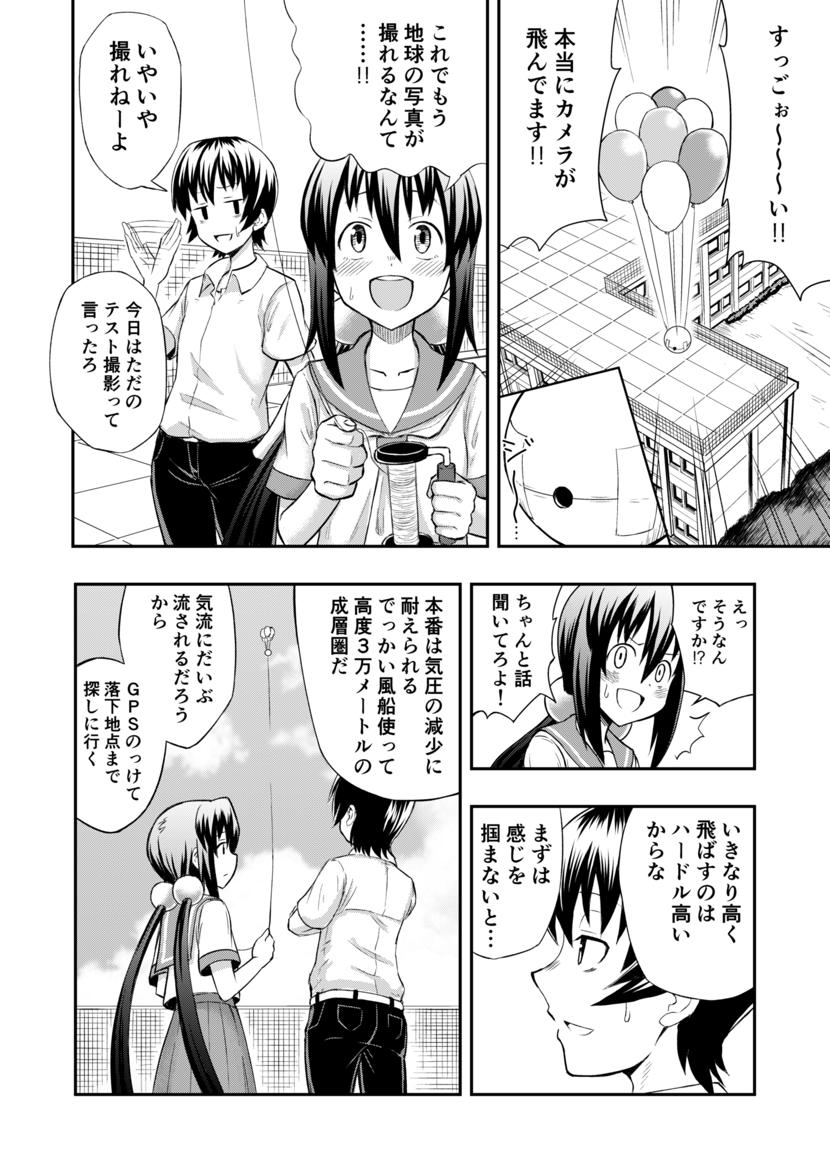 すっごぉ～～～い!!
本当にカメラが
飛んでます!!
ジジ……
これでもう
地球の写真が
撮れるなんて
……!!
いやいや
撮れねーよ
今日はただの
テスト撮影って
言ったろ
えっ
そうなん
ですか!?
ちゃんと話
聞いてろよ！
いきなり高く
飛ばすのは
ハードル高い
からな
まずは
感じを
掴まないと…
本番は気圧の減少に
耐えられる
でっかい風船使って
高度３万メートルの
成層圏だ
気流にだいぶ
流されるだろう
から
ＧＰＳのっけて
落下地点まで
探しに行く